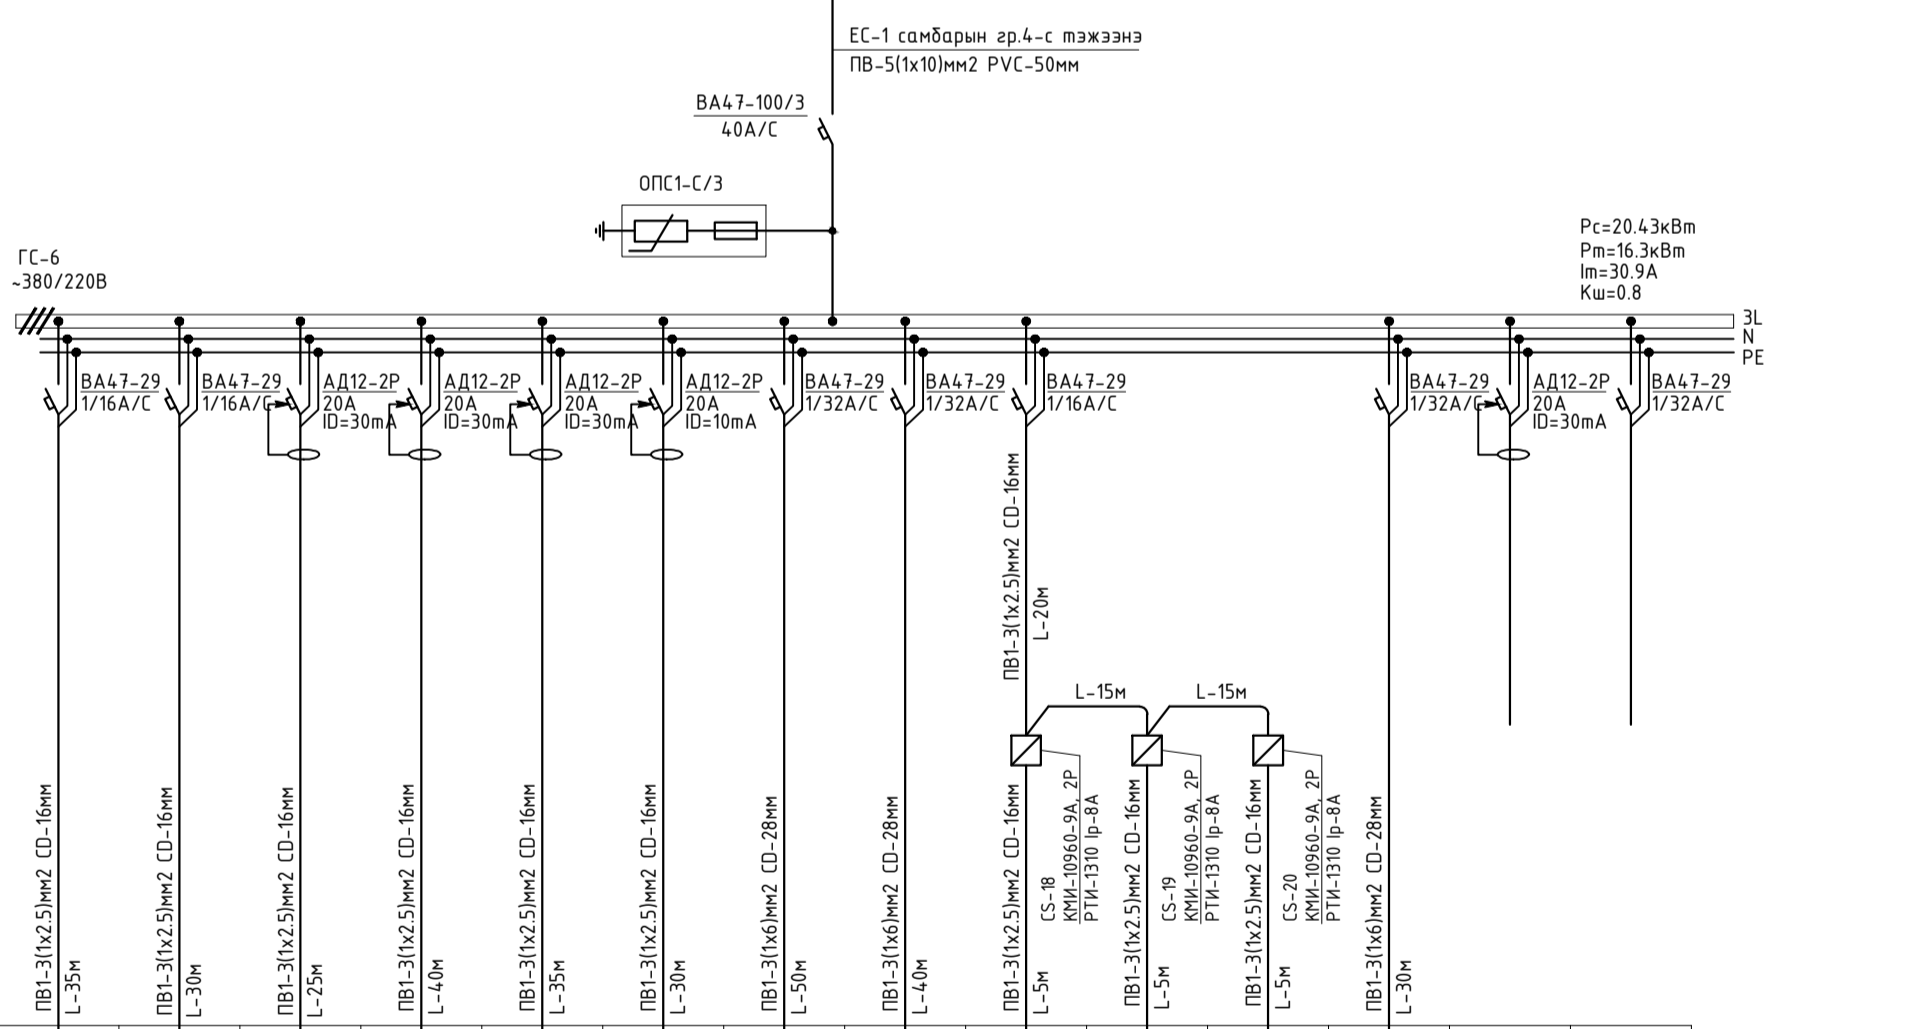 ЕС-1 самбарын гр.4-с тэжээнэ
ПВ-5(1х10)мм2 PVC-50мм
ВА47-100/3
40А/С
ОПС1-С/3
Рс=20.43кВт
Рт=16.3кВт
Iт=30.9А
Кш=0.8
ГС-6
~380/220В
3L
N
PE
ВА47-29
1/16А/С
ВА47-29
1/16А/С
АД12-2Р
20А
ID=30mA
АД12-2Р
20А
ID=30mA
АД12-2Р
20А
ID=30mA
АД12-2Р
20А
ID=10mA
ВА47-29
1/32А/С
ВА47-29
1/32А/С
ВА47-29
1/16А/С
ВА47-29
1/32А/С
АД12-2Р
20А
ID=30mA
ВА47-29
1/32А/С
ПВ1-3(1х2.5)мм2 CD-16мм
L-20м
L-15м
L-15м
ПВ1-3(1х2.5)мм2 CD-16мм
L-35м
ПВ1-3(1х2.5)мм2 CD-16мм
L-30м
ПВ1-3(1х2.5)мм2 CD-16мм
L-25м
ПВ1-3(1х2.5)мм2 CD-16мм
L-40м
ПВ1-3(1х2.5)мм2 CD-16мм
L-35м
ПВ1-3(1х2.5)мм2 CD-16мм
L-30м
ПВ1-3(1х6)мм2 CD-28мм
L-50м
ПВ1-3(1х6)мм2 CD-28мм
L-40м
ПВ1-3(1х2.5)мм2 CD-16мм
L-5м
CS-18
КМИ-10960-9А, 2Р
РТИ-1310 Iр-8А
ПВ1-3(1х2.5)мм2 CD-16мм
L-5м
CS-19
КМИ-10960-9А, 2Р
РТИ-1310 Iр-8А
ПВ1-3(1х2.5)мм2 CD-16мм
L-5м
CS-20
КМИ-10960-9А, 2Р
РТИ-1310 Iр-8А
ПВ1-3(1х6)мм2 CD-28мм
L-30м